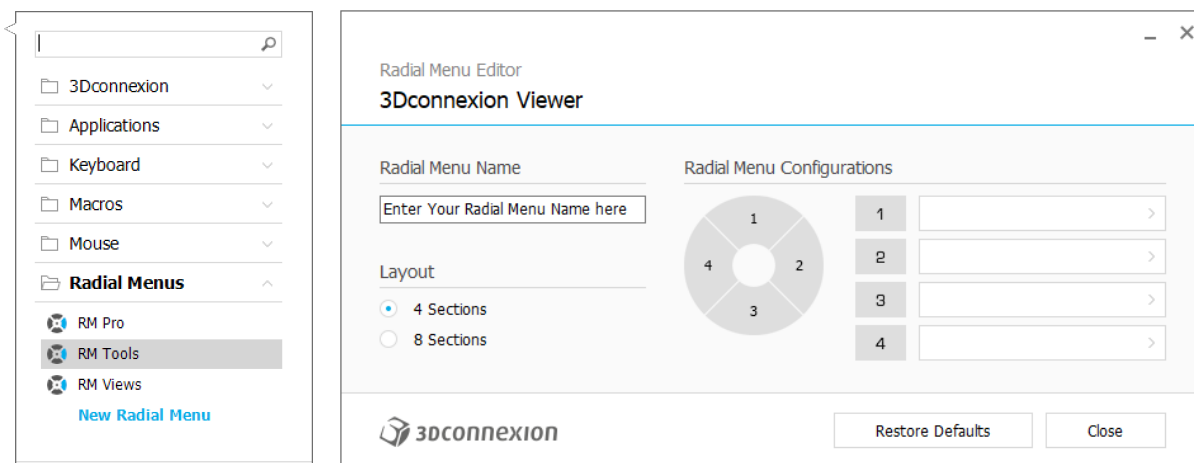 3Dconnexion
Applications
Keyboard
Macros
Mouse
Radial Menus
RM Pro
RM Tools
RM Views
New Radial Menu
Radial Menu Editor
3Dconnexion Viewer
Radial Menu Name
Enter Your Radial Menu Name here
Layout
4 Sections
8 Sections
Radial Menu Configurations
1
4 2
3
1
2
3
4
3Dconnexion
Restore Defaults Close